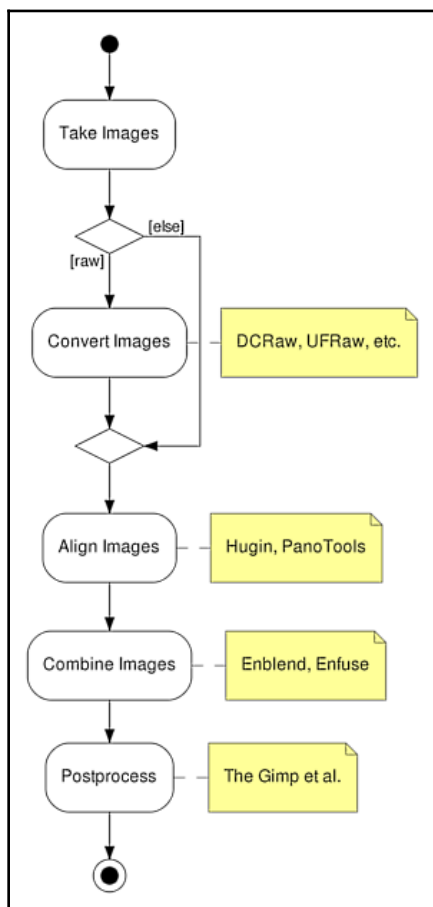 Take Images
[else]
[raw]
Convert Images
DCRaw, UFRaw, etc.
Align Images
Hugin, PanoTools
Combine Images
Enblend, Enfuse
Postprocess
The Gimp et al.